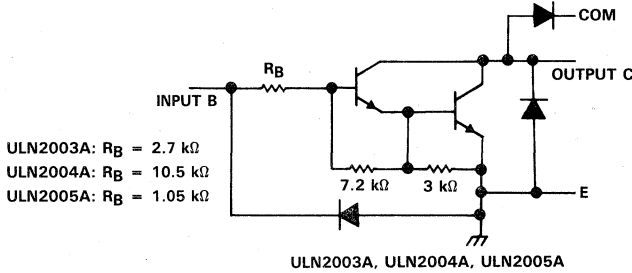 COM
R_B
OUTPUT C
INPUT B
ULN2003A: R_B = 2.7 kΩ
ULN2004A: R_B = 10.5 kΩ
ULN2005A: R_B = 1.05 kΩ
7.2 kΩ
3 kΩ
E
ULN2003A, ULN2004A, ULN2005A